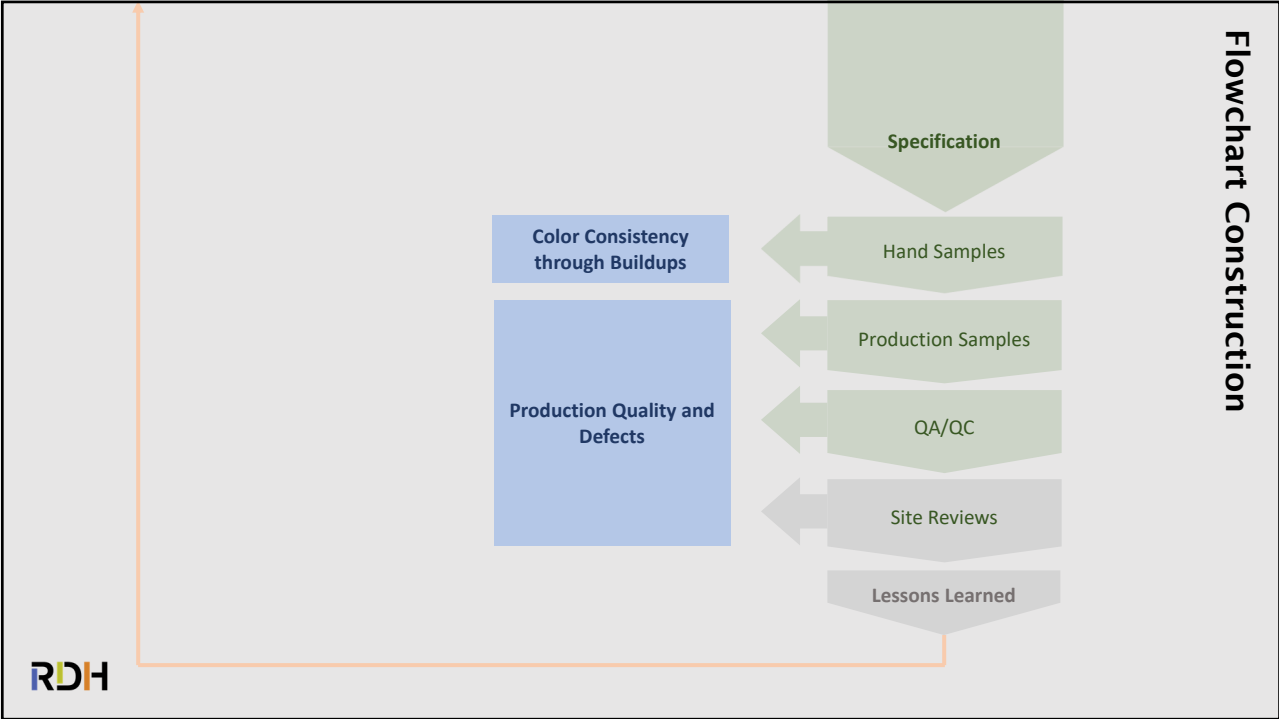 Flowchart Construction
Specification
Color Consistency
through Buildups
Hand Samples
Production Samples
Production Quality and
Defects
QA/QC
Site Reviews
Lessons Learned
RDH